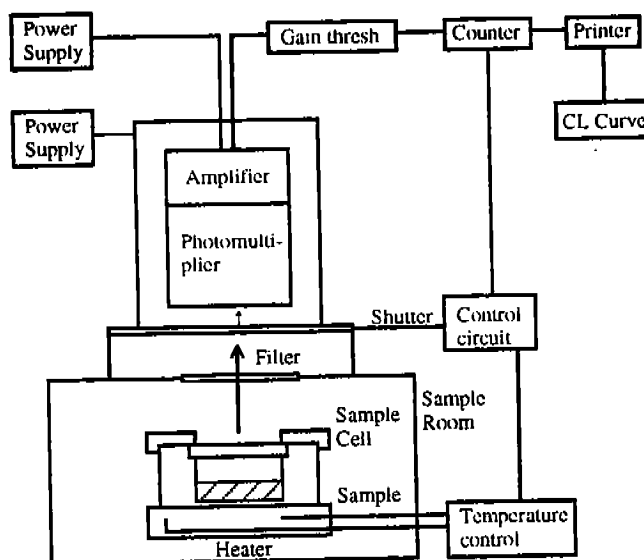 Power
Supply
Gain thresh
Counter
Printer
Power
Supply
CL Curve
Amplifier
Photomulti-
plier
Shutter
Control
circuit
Filter
Sample
Cell
Sample
Room
Sample
Heater
Temperature
control